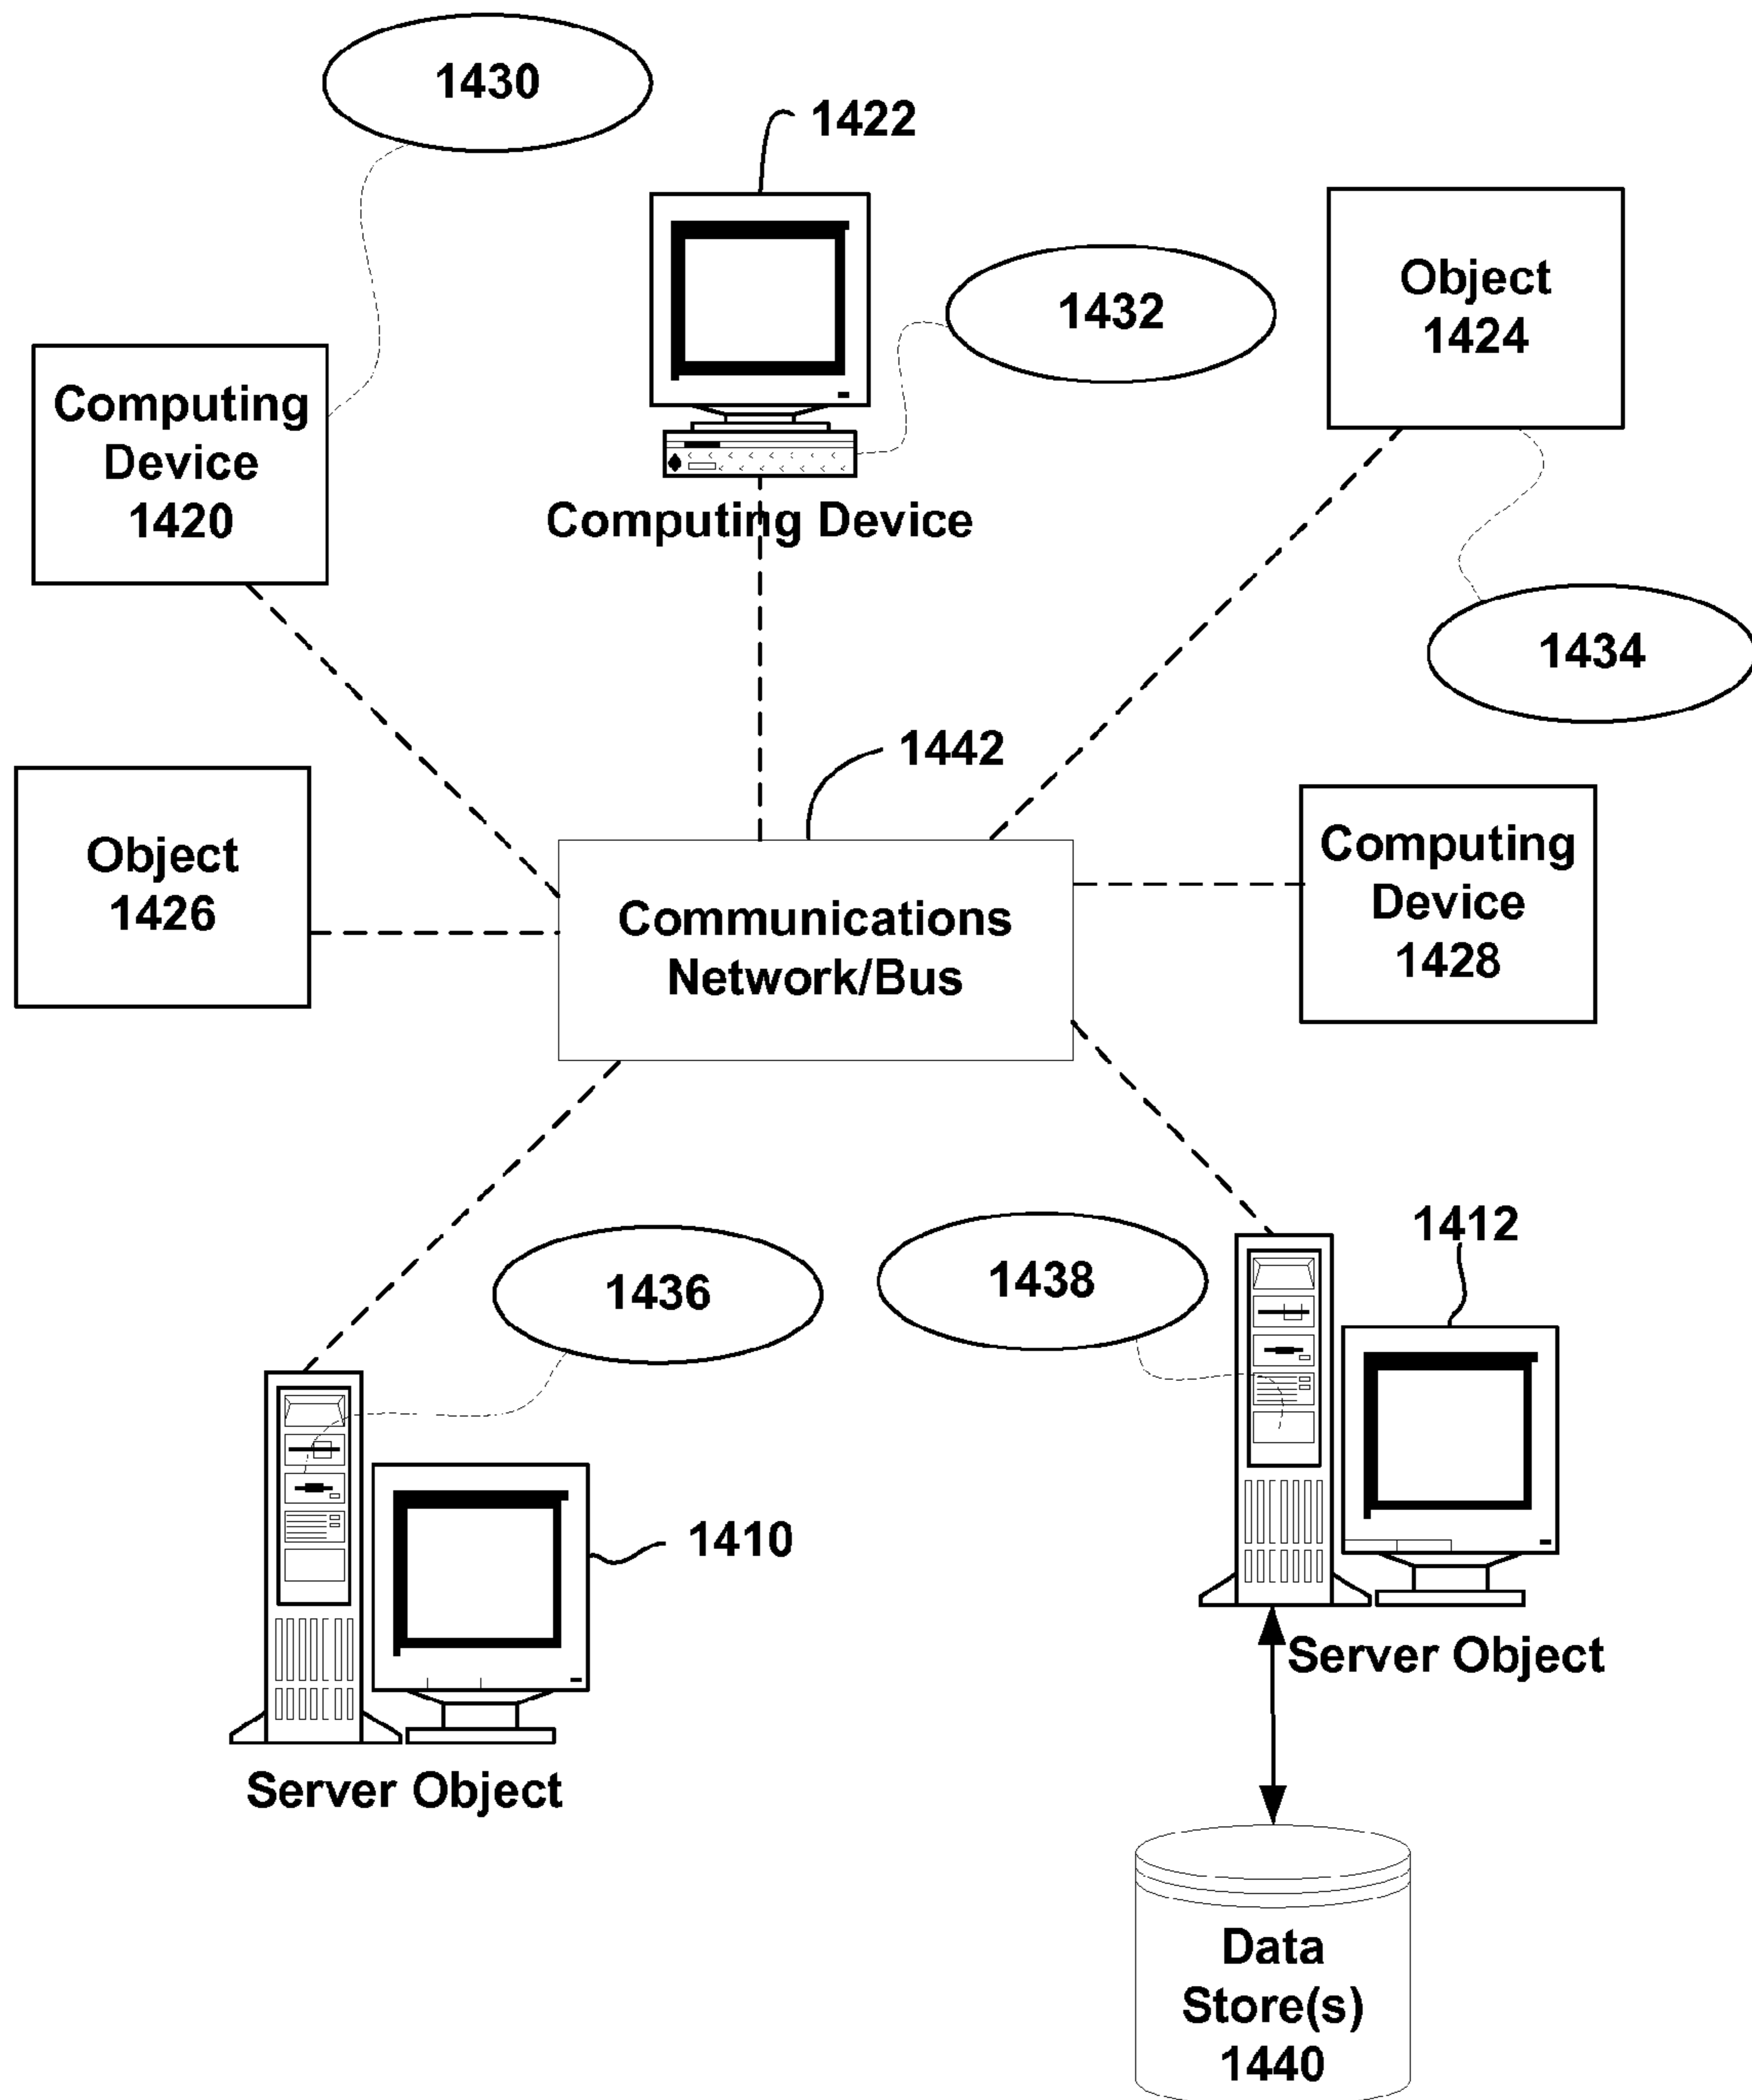 1430
1422
1432
Object
1424
Computing
Device
1420
Computing Device
1434
1442
Object
1426
Communications
Network/Bus
Computing
Device
1428
1436
1438
1412
1410
Server Object
Server Object
Data
Store(s)
1440